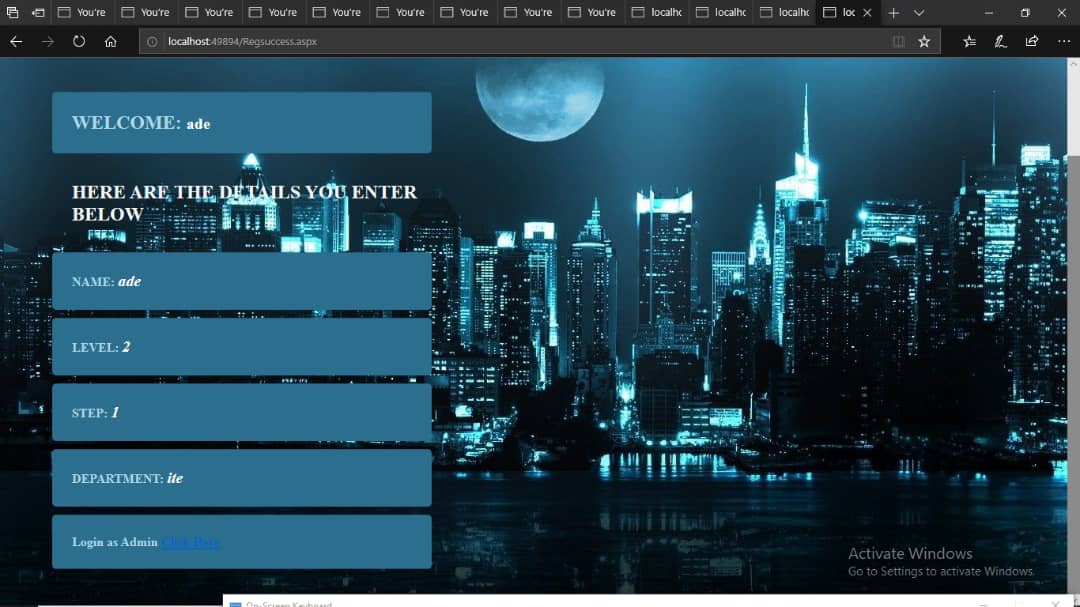 You're
You're
You're
You're
You're
You're
You're
You're
You're
localhc
localhc
localhc
loc
localhost:49894/Regsuccess.aspx
WELCOME: ade
HERE ARE THE DETAILS YOU ENTER
BELOW
NAME: ade
LEVEL: 2
STEP: 1
DEPARTMENT: ite
Login as Admin Click Here
Activate Windows
Go to Settings to activate Windows.
On-Screen Keyboard